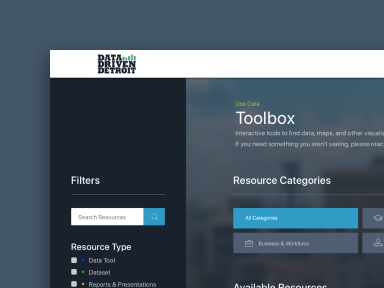 DATA
DRIVEN
DETROIT
Use Data
Toolbox
Interactive tools to find data, maps, and other visualiz
If you need something you aren't seeing, please reac
Filters
Search Resources
Resource Type
Data Tool
Dataset
Reports & Presentations
Resource Categories
All Categories
Business & Workforce
Available Resources